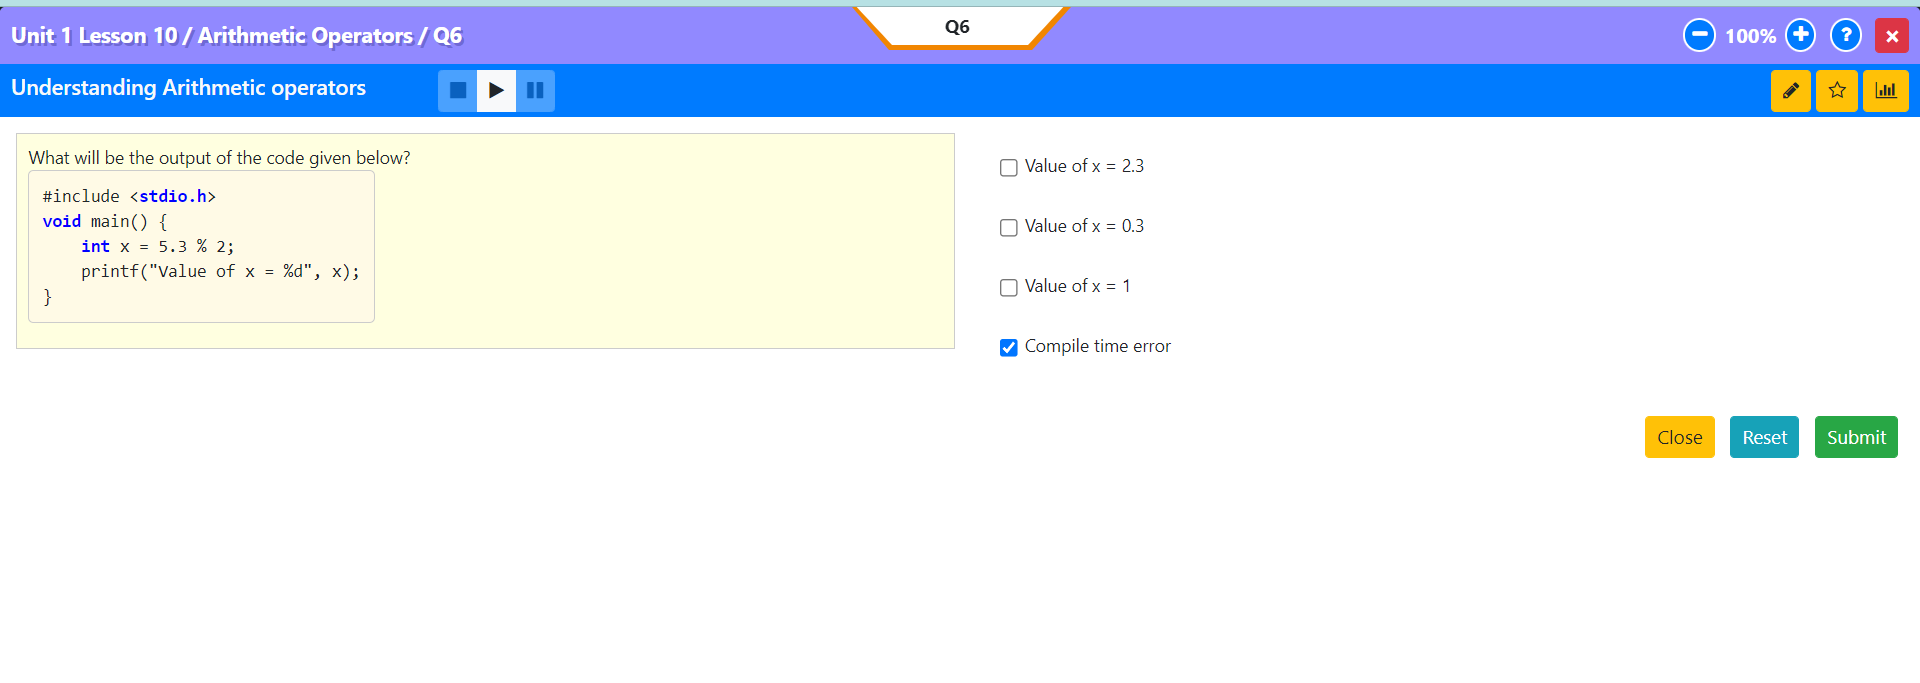 Unit 1 Lesson 10 / Arithmetic Operators / Q6
Q6
100%
?
Understanding Arithmetic operators
What will be the output of the code given below?
#include <stdio.h>
void main() {
    int x = 5.3 % 2;
    printf("Value of x = %d", x);
}
Value of x = 2.3
Value of x = 0.3
Value of x = 1
Compile time error
Close
Reset
Submit